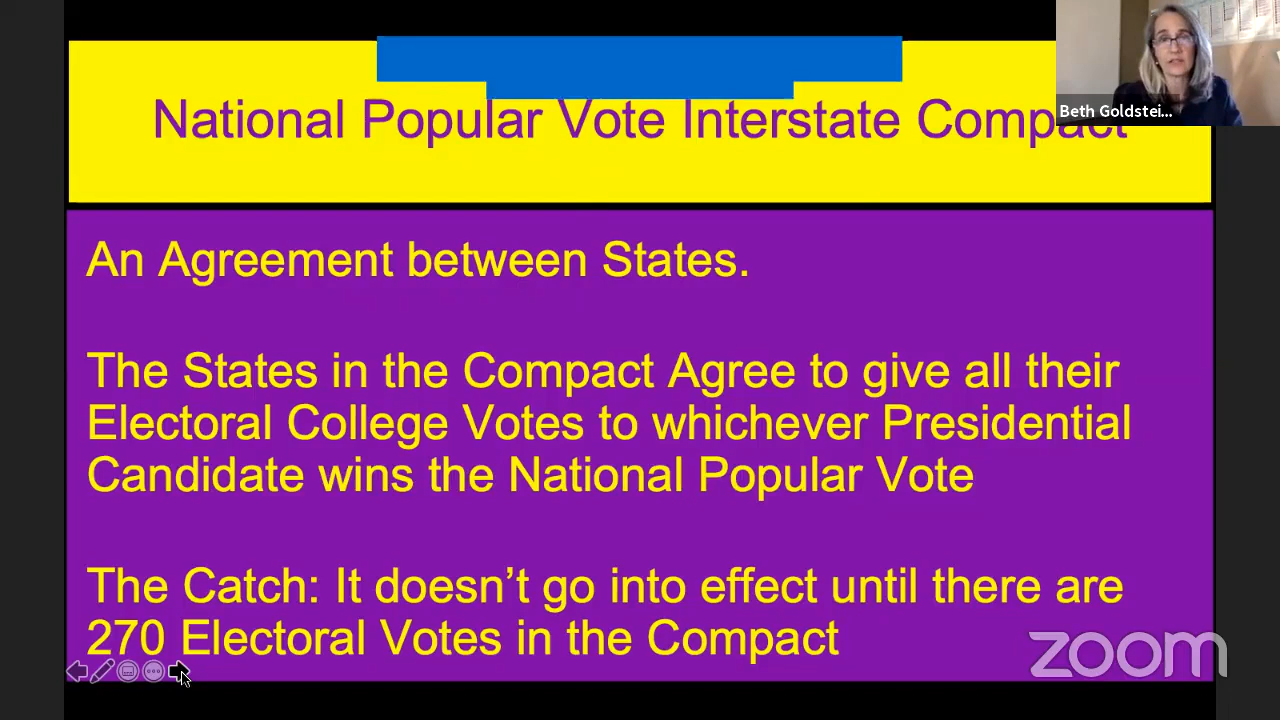 Beth Goldstei...
National Popular Vote Interstate Compact
An Agreement between States.
The States in the Compact Agree to give all their
Electoral College Votes to whichever Presidential
Candidate wins the National Popular Vote
The Catch: It doesn’t go into effect until there are
270 Electoral Votes in the Compact
zoom